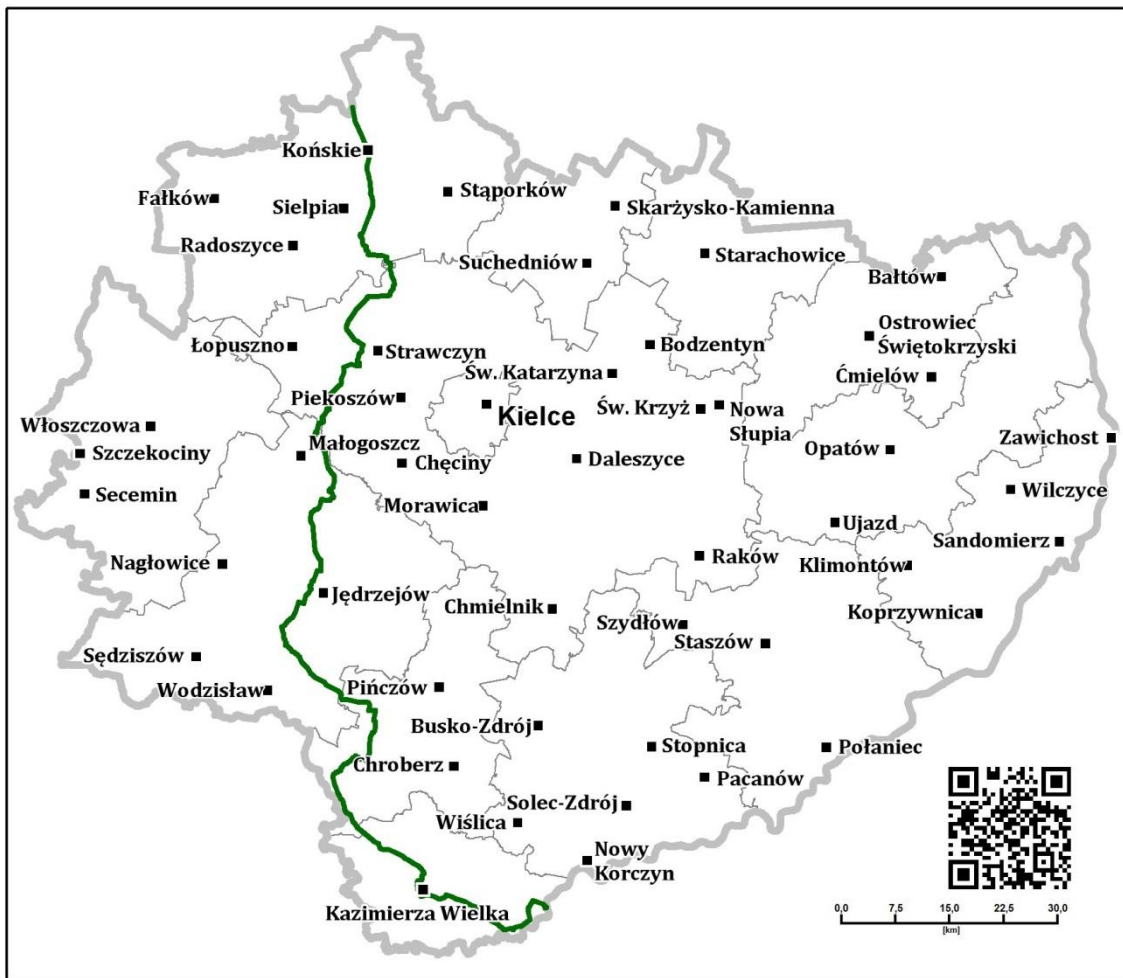 Końskie
Fałków
Sielpia
Stąporków
Skarżysko-Kamienna
Radoszyce
Suchedniów
Starachowice
Bałtów
Łopuszno
Strawczyn
Bodzentyn
Ostrowiec
Świętokrzyski
Św. Katarzyna
Ćmielów
Piekoszów
Kielce
Św. Krzyż
Nowa
Słupia
Włoszczowa
Szczekociny
Małogoszcz
Chęciny
Daleszyce
Opatów
Zawichost
Secemin
Morawica
Wilczyce
Ujazd
Sandomierz
Nagłowice
Raków
Klimontów
Jędrzejów
Chmielnik
Szydłów
Staszów
Koprzywnica
Sędziszów
Wodzisław
Pińczów
Busko-Zdrój
Stopnica
Połaniec
Chroberz
Pacanów
Solec-Zdrój
Wiślica
Nowy
Korczyn
Kazimierza Wielka
0,0 7,5 15,0 22,5 30,0
[km]